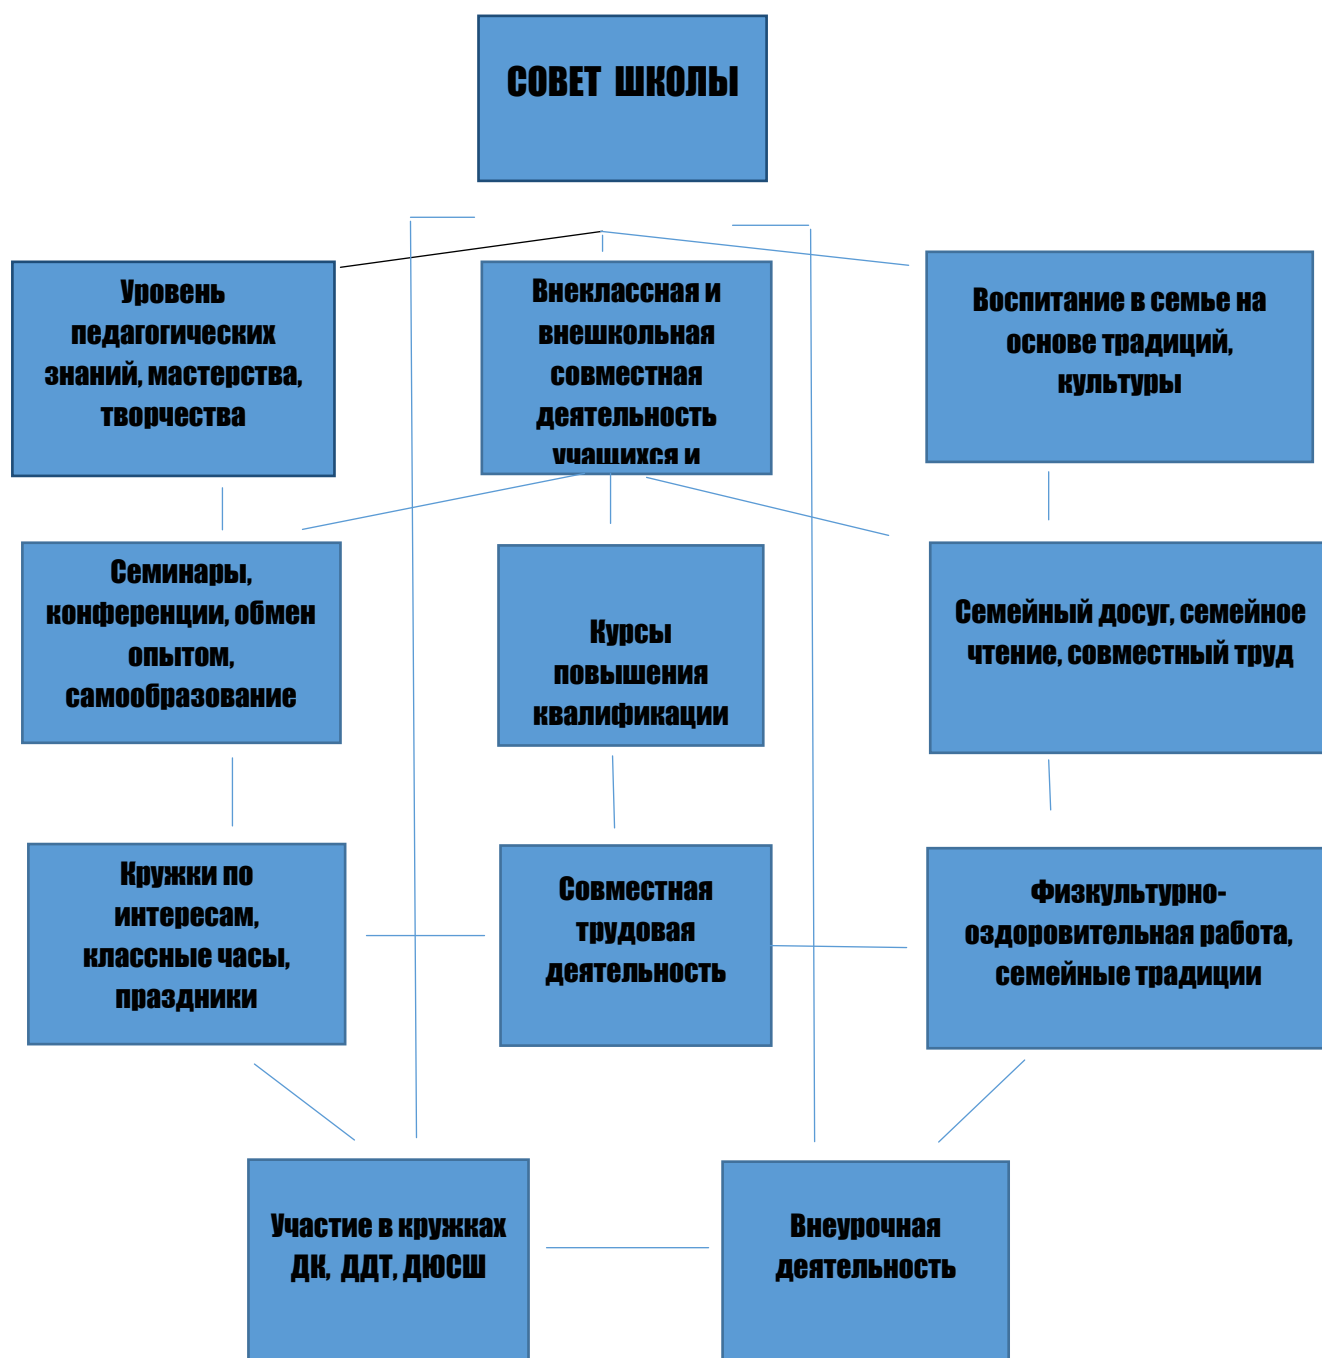 СОВЕТ ШКОЛЫ
Уровень
педагогических
знаний, мастерства,
творчества
Внеклассная и
внешкольная
совместная
деятельность
учащихся и
Воспитание в семье на
основе традиций,
культуры
Семинары,
конференции, обмен
опытом,
самообразование
Курсы
повышения
квалификации
Семейный досуг, семейное
чтение, совместный труд
Кружки по
интересам,
классные часы,
праздники
Совместная
трудовая
деятельность
Физкультурно-
оздоровительная работа,
семейные традиции
Участие в кружках
ДК, ДДТ, ДЮСШ
Внеурочная
деятельность